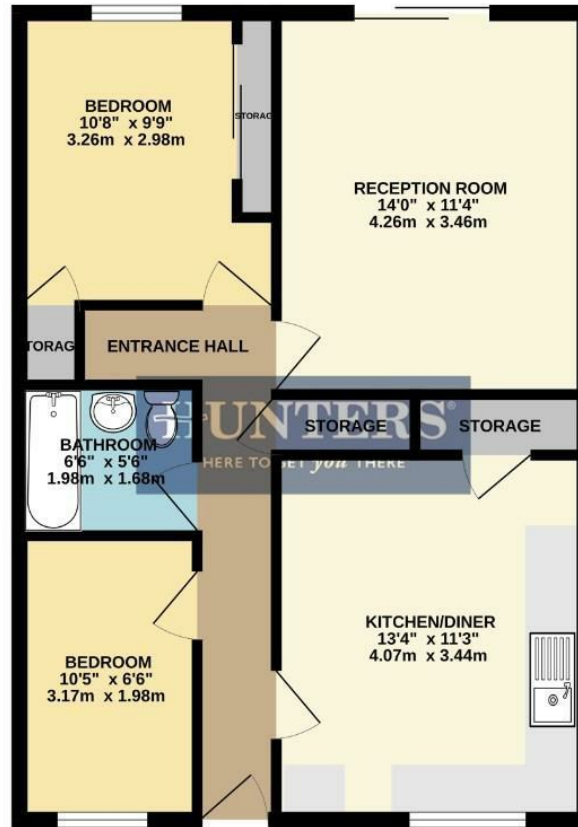 BEDROOM
10'8" x 9'9"
3.26m x 2.98m
STORAG
RECEPTION ROOM
14'0" x 11'4"
4.26m x 3.46m
TORAG
ENTRANCE HALL
HUNTERS®
HERE TO GET you THERE
STORAGE
STORAGE
BATHROOM
6'6" x 5'6"
1.98m x 1.68m
KITCHEN/DINER
13'4" x 11'3"
4.07m x 3.44m
BEDROOM
10'5" x 6'6"
3.17m x 1.98m